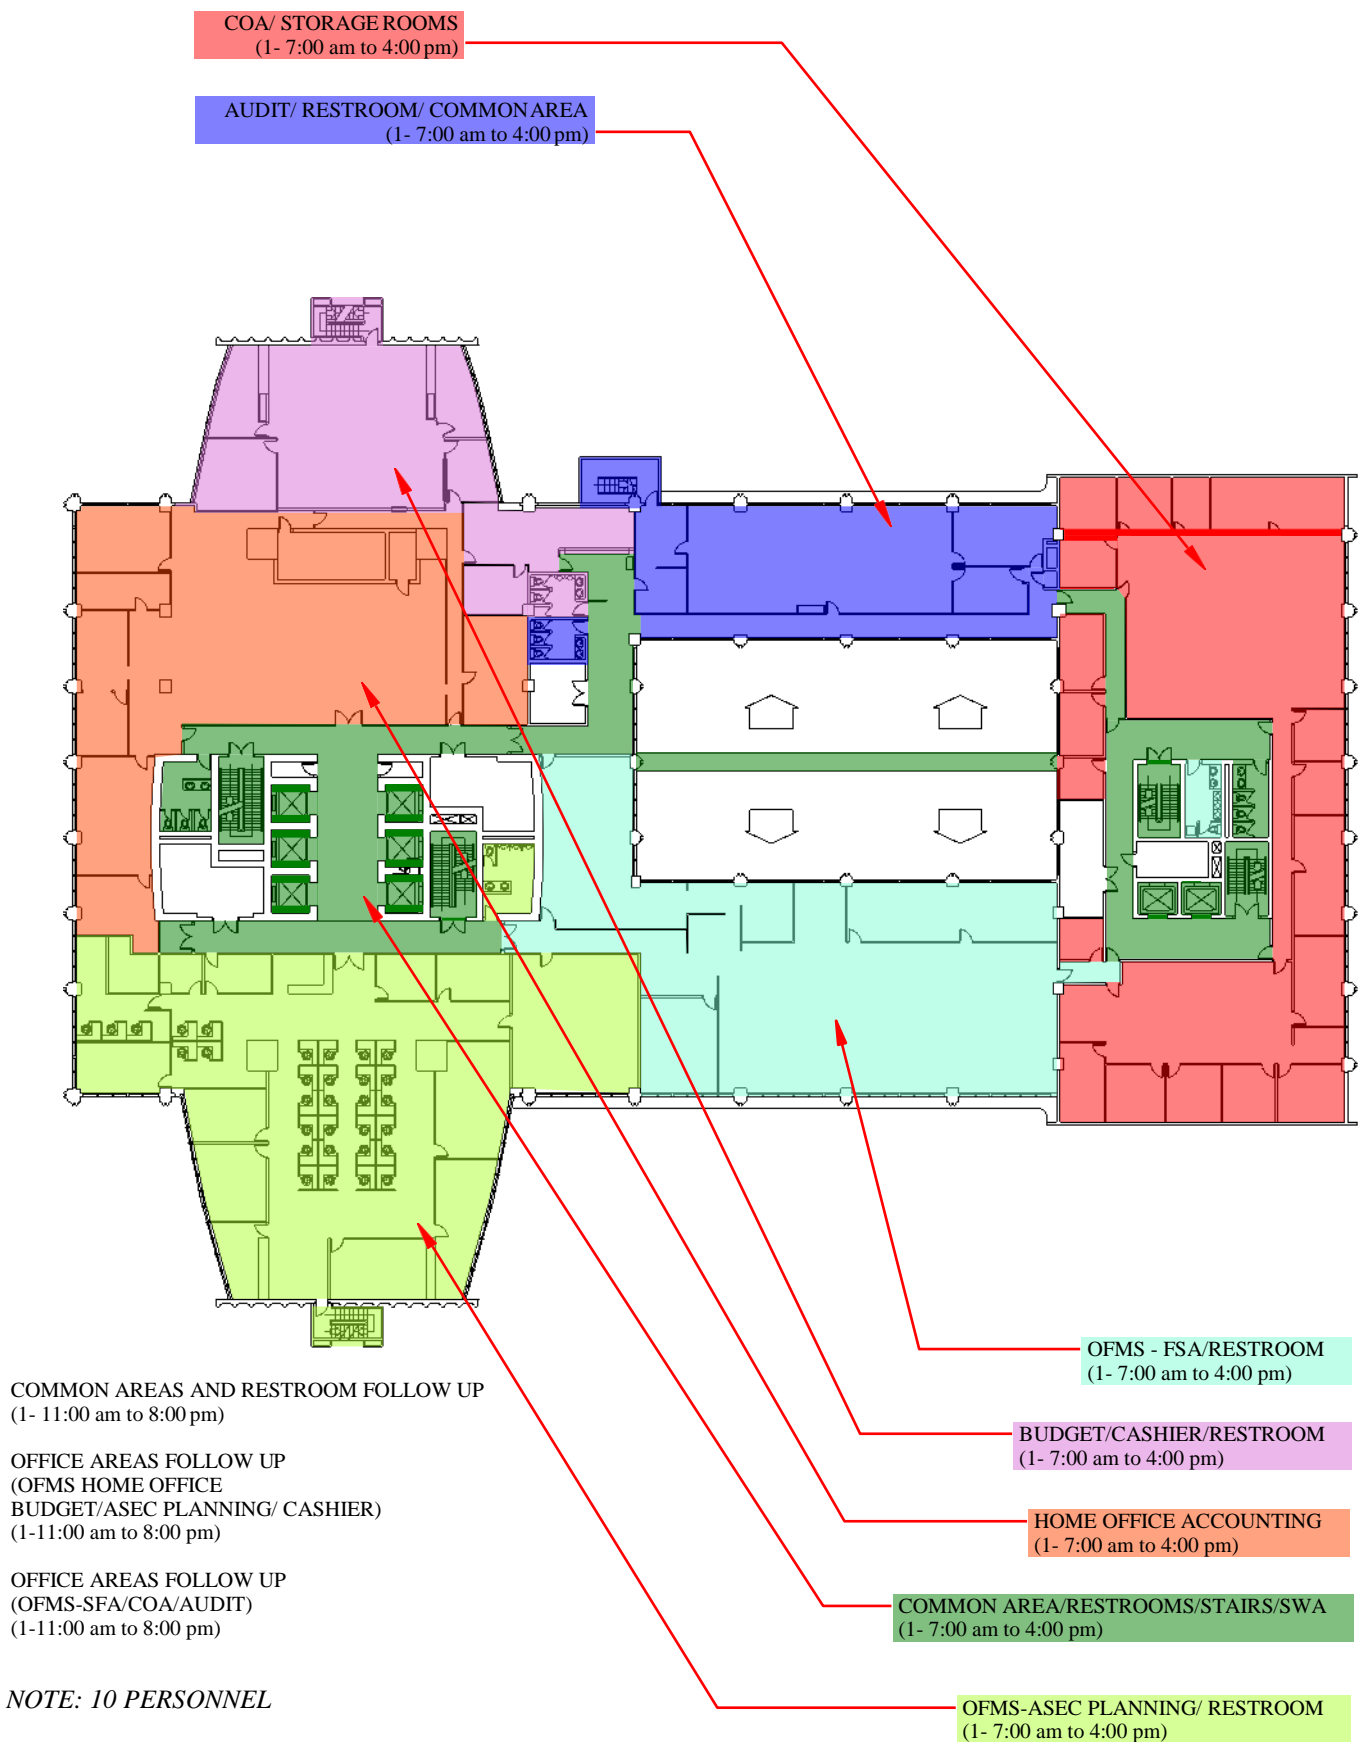 COA/ STORAGE ROOMS
(1- 7:00 am to 4:00 pm)
AUDIT/ RESTROOM/ COMMON AREA
(1- 7:00 am to 4:00 pm)
OFMS - FSA/RESTROOM
(1- 7:00 am to 4:00 pm)
COMMON AREAS AND RESTROOM FOLLOW UP
(1- 11:00 am to 8:00 pm)
BUDGET/CASHIER/RESTROOM
(1- 7:00 am to 4:00 pm)
OFFICE AREAS FOLLOW UP
(OFMS HOME OFFICE
BUDGET/ASEC PLANNING/ CASHIER)
(1-11:00 am to 8:00 pm)
HOME OFFICE ACCOUNTING
(1- 7:00 am to 4:00 pm)
OFFICE AREAS FOLLOW UP
(OFMS-SFA/COA/AUDIT)
(1-11:00 am to 8:00 pm)
COMMON AREA/RESTROOMS/STAIRS/SWA
(1- 7:00 am to 4:00 pm)
NOTE: 10 PERSONNEL
OFMS-ASEC PLANNING/ RESTROOM
(1- 7:00 am to 4:00 pm)